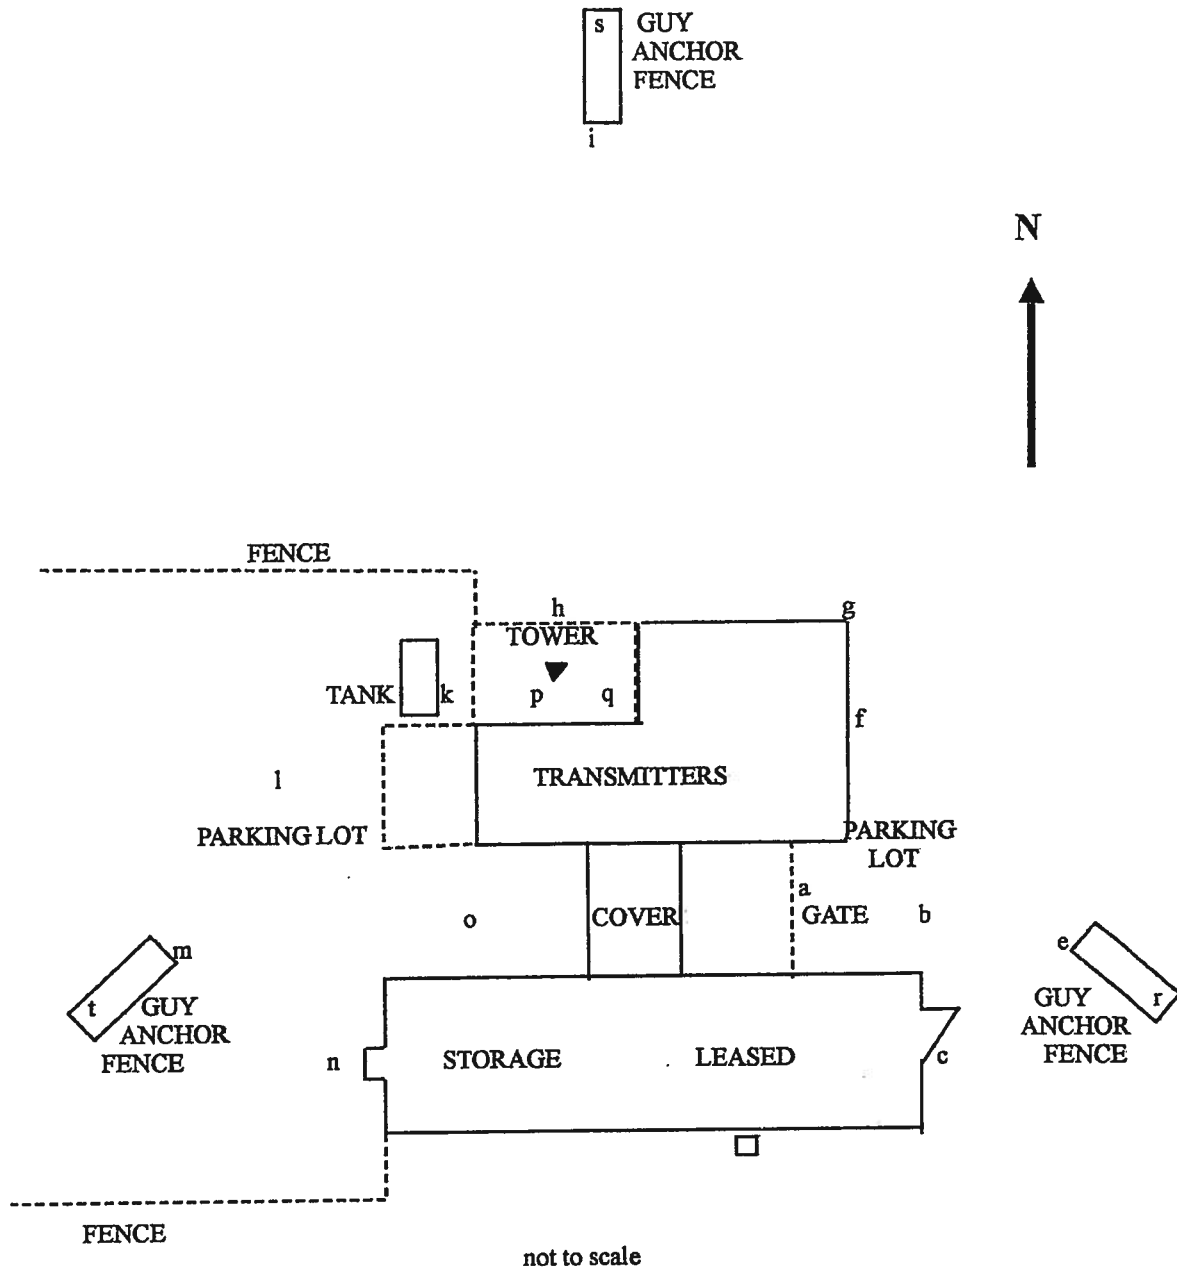 s GUY
ANCHOR
FENCE
i
N
FENCE
h g
TOWER
TANK k p q
f
l TRANSMITTERS
PARKING LOT PARKING
LOT
a
o COVER GATE b
m e
t GUY
ANCHOR
FENCE
GUY r
ANCHOR
FENCE
n STORAGE LEASED c
FENCE
not to scale